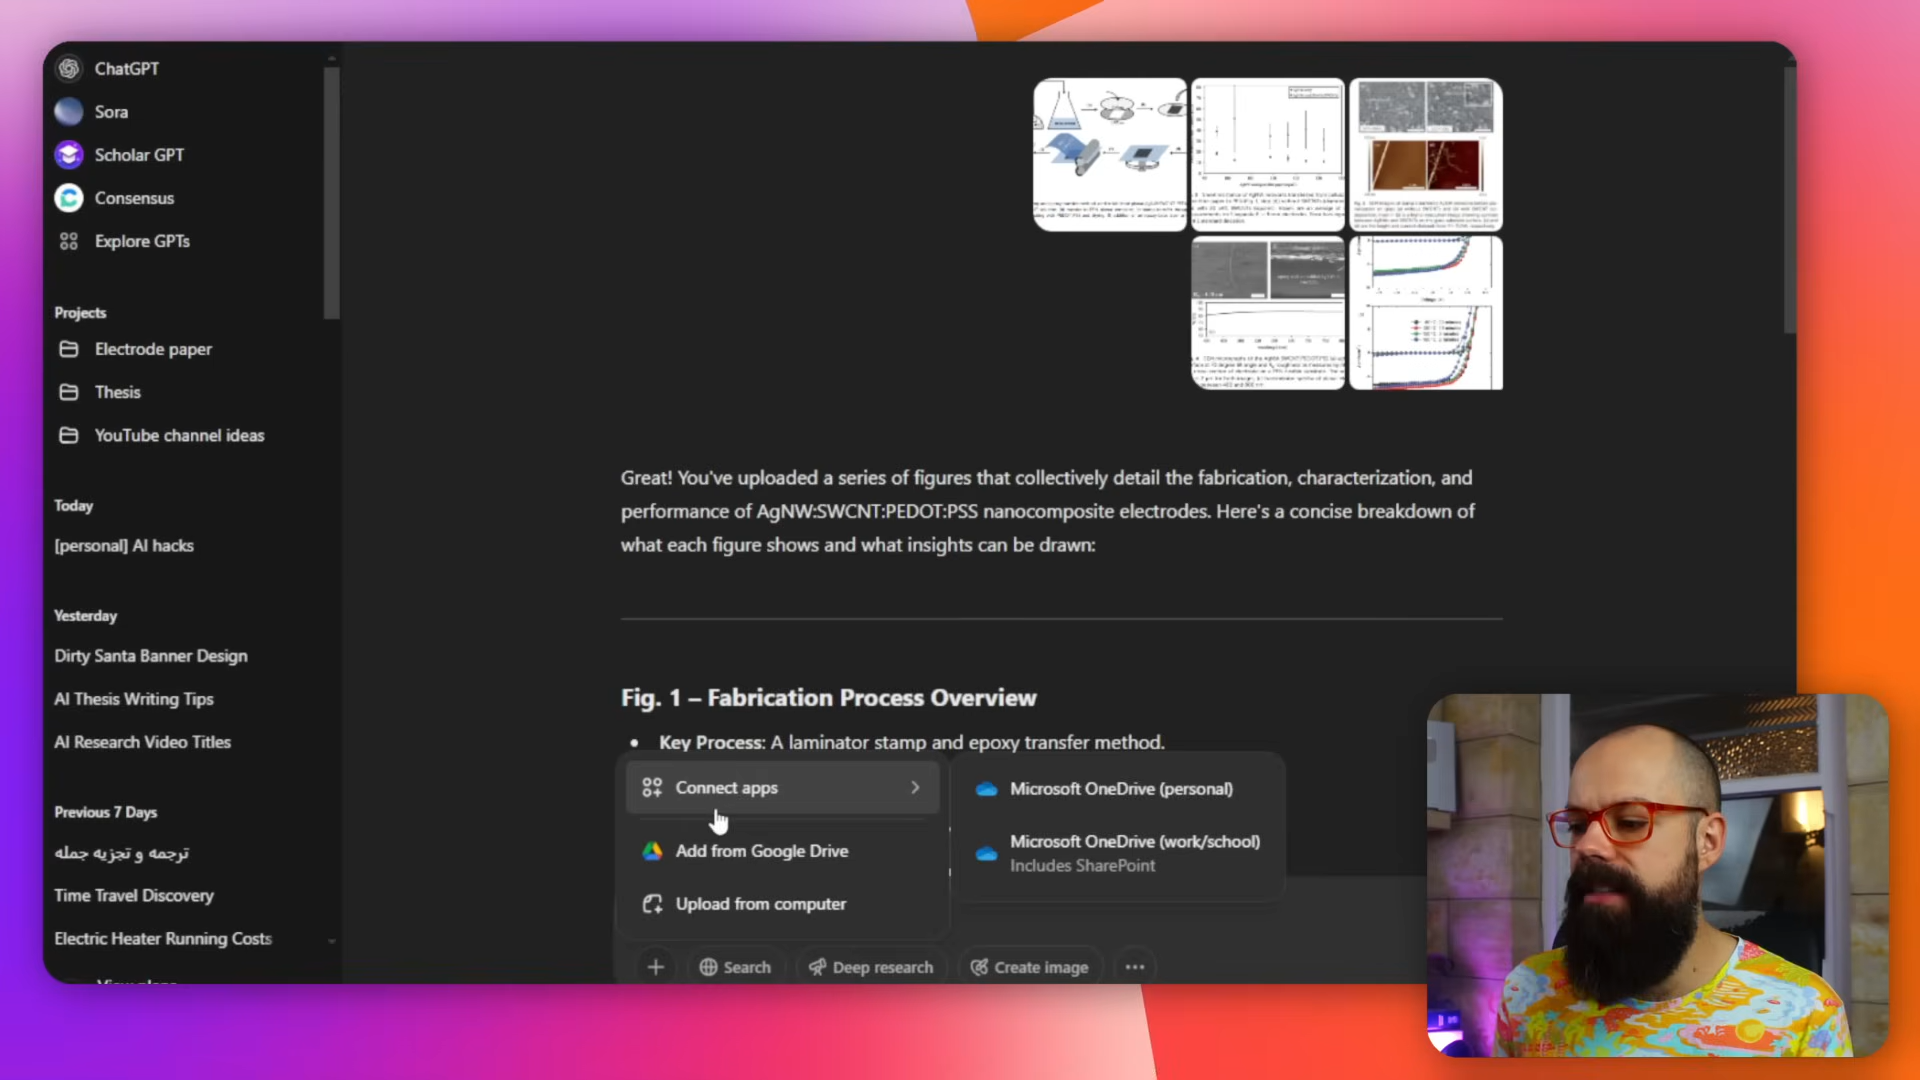 ChatGPT
Sora
Scholar GPT
Consensus
Explore GPTs
Projects
Electrode paper
Thesis
YouTube channel ideas
Today
[personal] AI hacks
Yesterday
Dirty Santa Banner Design
AI Thesis Writing Tips
AI Research Video Titles
Previous 7 Days
ترجمه و تجزیه جمله
Time Travel Discovery
Electric Heater Running Costs
Great! You've uploaded a series of figures that collectively detail the fabrication, characterization, and
performance of AgNW:SWCNT:PEDOT:PSS nanocomposite electrodes. Here's a concise breakdown of
what each figure shows and what insights can be drawn:
Fig. 1 – Fabrication Process Overview
• Key Process: A laminator stamp and epoxy transfer method.
Connect apps
Add from Google Drive
Upload from computer
Microsoft OneDrive (personal)
Microsoft OneDrive (work/school)
Includes SharePoint
Search
Deep research
Create image